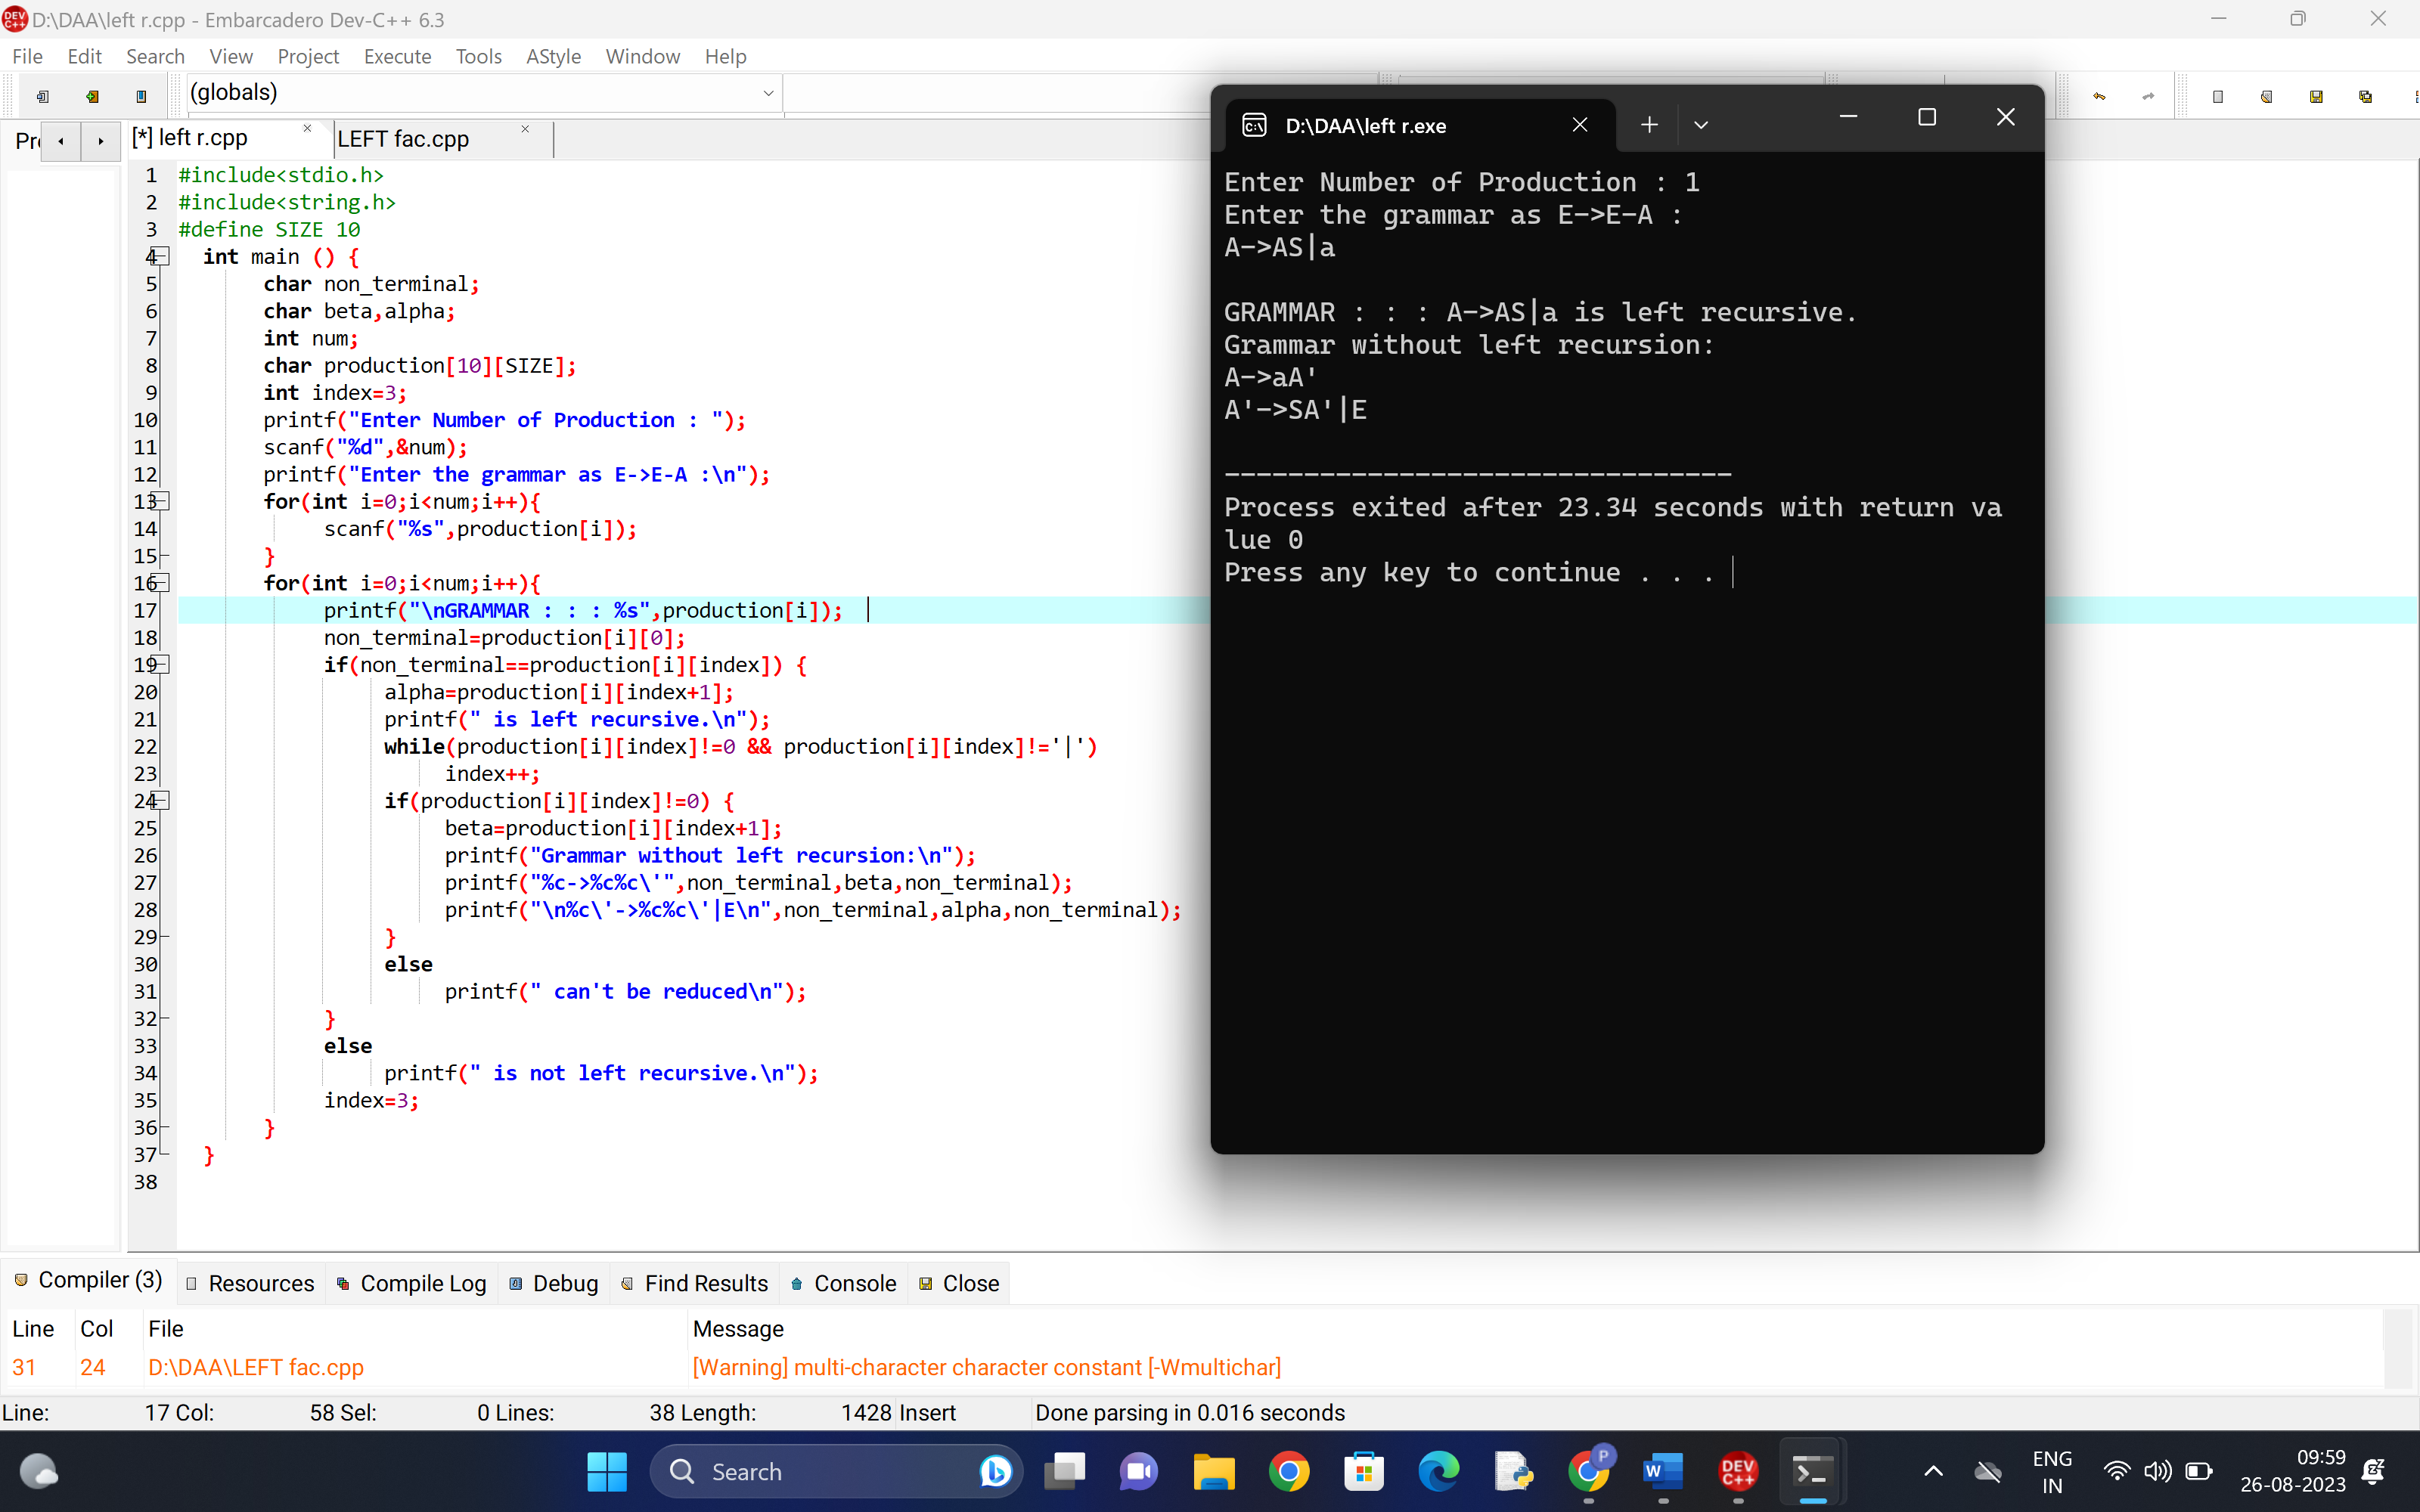 D:\DAA\left r.cpp - Embarcadero Dev-C++ 6.3
File Edit Search View Project Execute Tools AStyle Window Help
(globals)
[*] left r.cpp LEFT fac.cpp
1 #include<stdio.h>
2 #include<string.h>
3 #define SIZE 10
4 int main () {
5 char non_terminal;
6 char beta,alpha;
7 int num;
8 char production[10][SIZE];
9 int index=3;
10 printf("Enter Number of Production : ");
11 scanf("%d",&num);
12 printf("Enter the grammar as E->E-A :\n");
13 for(int i=0;i<num;i++){
14 scanf("%s",production[i]);
15 }
16 for(int i=0;i<num;i++){
17 printf("\nGRAMMAR : : : %s",production[i]);
18 non_terminal=production[i][0];
19 if(non_terminal==production[i][index]) {
20 alpha=production[i][index+1];
21 printf(" is left recursive.\n");
22 while(production[i][index]!=0 && production[i][index]!='|')
23 index++;
24 if(production[i][index]!=0) {
25 beta=production[i][index+1];
26 printf("Grammar without left recursion:\n");
27 printf("%c->%c%c\'",non_terminal,beta,non_terminal);
28 printf("\n%c\'->%c%c\'|E\n",non_terminal,alpha,non_terminal);
29 }
30 else
31 printf(" can't be reduced\n");
32 }
33 else
34 printf(" is not left recursive.\n");
35 index=3;
36 }
37 }
38
D:\DAA\left r.exe
Enter Number of Production : 1
Enter the grammar as E->E-A :
A->AS|a
GRAMMAR : : : A->AS|a is left recursive.
Grammar without left recursion:
A->aA'
A'->SA'|E
--------------------------------
Process exited after 23.34 seconds with return va
lue 0
Press any key to continue . . .
Compiler (3) Resources Compile Log Debug Find Results Console Close
Line Col File Message
31 24 D:\DAA\LEFT fac.cpp [Warning] multi-character character constant [-Wmultichar]
Line: 17 Col: 58 Sel: 0 Lines: 38 Length: 1428 Insert Done parsing in 0.016 seconds
Search
ENG
IN
09:59
26-08-2023